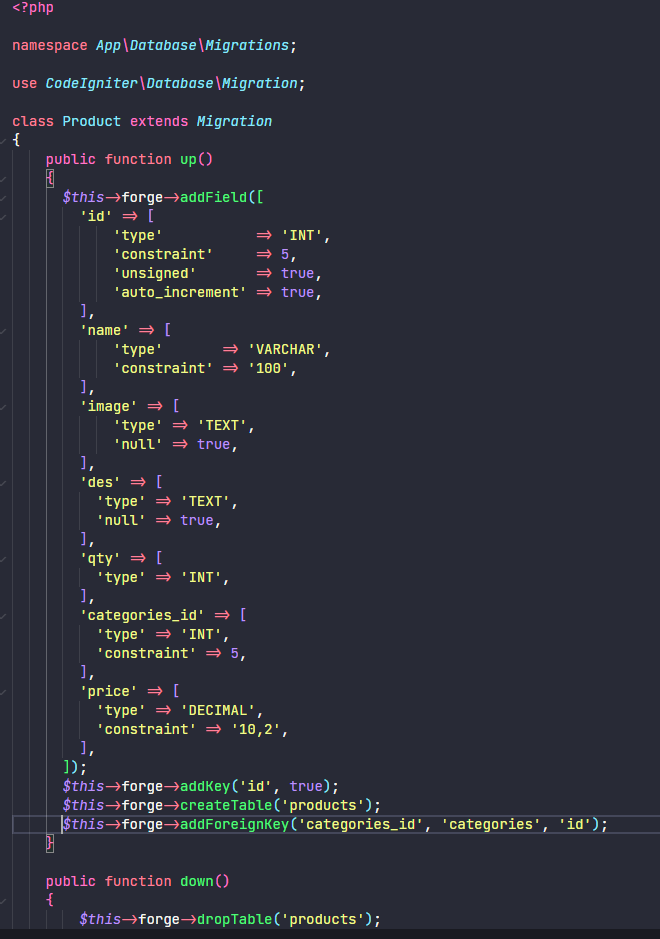 <?php
namespace App\Database\Migrations;
use CodeIgniter\Database\Migration;
class Product extends Migration
{
    public function up()
    {
      $this->forge->addField([
        'id' => [
            'type'           => 'INT',
            'constraint'     => 5,
            'unsigned'       => true,
            'auto_increment' => true,
        ],
        'name' => [
            'type'       => 'VARCHAR',
            'constraint' => '100',
        ],
        'image' => [
            'type' => 'TEXT',
            'null' => true,
        ],
        'des' => [
          'type' => 'TEXT',
          'null' => true,
        ],
        'qty' => [
          'type' => 'INT',
        ],
        'categories_id' => [
          'type' => 'INT',
          'constraint' => 5,
        ],
        'price' => [
          'type' => 'DECIMAL',
          'constraint' => '10,2',
        ],
      ]);
      $this->forge->addKey('id', true);
      $this->forge->createTable('products');
      $this->forge->addForeignKey('categories_id', 'categories', 'id');
    }
    public function down()
    {
        $this->forge->dropTable('products');